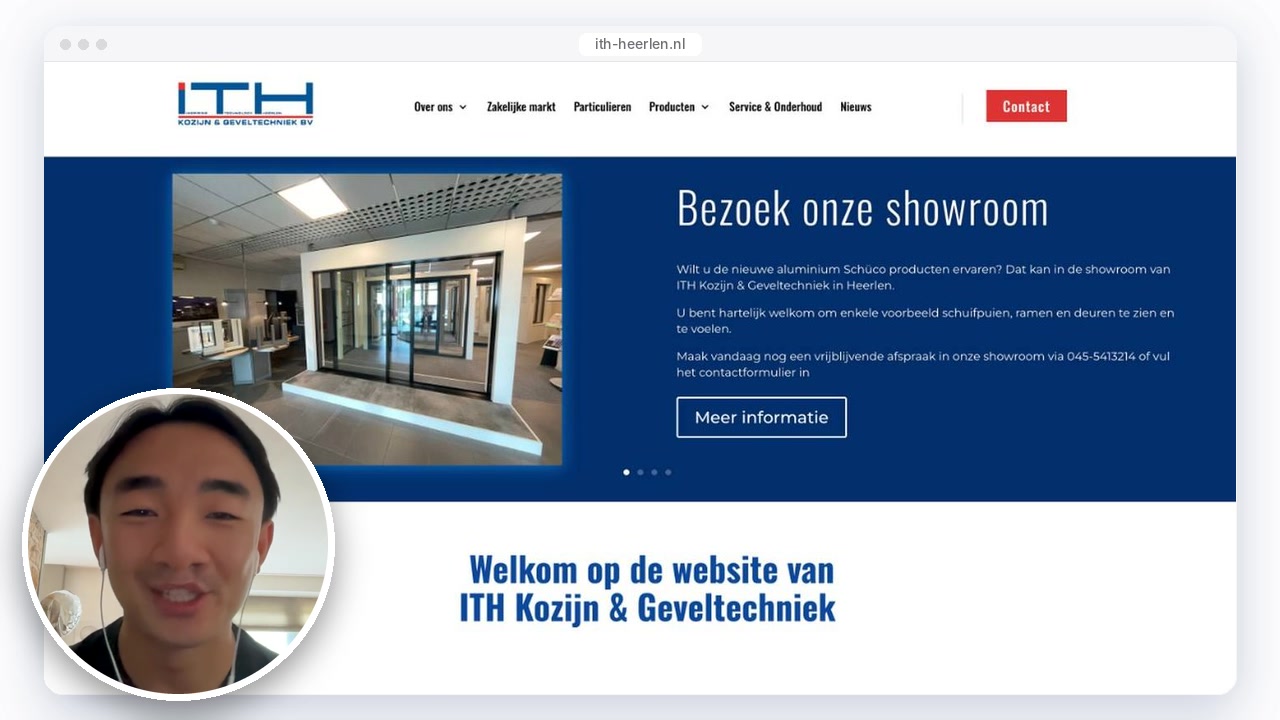 ith-heerlen.nl
ITH
KOZIJN & GEVELTECHNIEK BV
Over ons
Zakelijke markt
Particulieren
Producten
Service & Onderhoud
Nieuws
Contact
Bezoek onze showroom
Wilt u de nieuwe aluminium Schüco producten ervaren? Dat kan in de showroom van
ITH Kozijn & Geveltechniek in Heerlen.
U bent hartelijk welkom om enkele voorbeeld schuifpuien, ramen en deuren te zien en
te voelen.
Maak vandaag nog een vrijblijvende afspraak in onze showroom via 045-5413214 of vul
het contactformulier in
Meer informatie
Welkom op de website van
ITH Kozijn & Geveltechniek